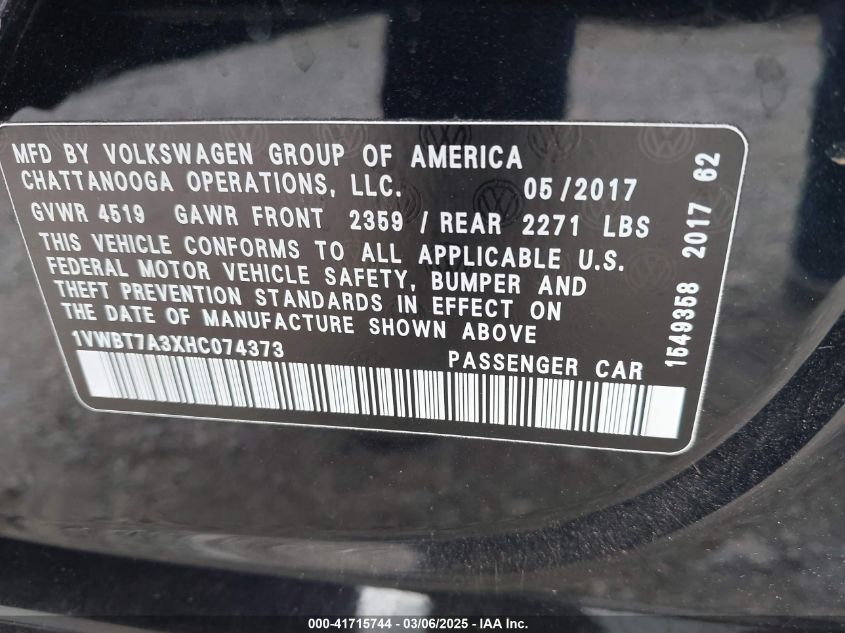 MFD BY VOLKSWAGEN GROUP OF AMERICA
CHATTANOOGA OPERATIONS, LLC. 05/2017
GVWR 4519 GAWR FRONT 2359 / REAR 2271 LBS
THIS VEHICLE CONFORMS TO ALL APPLICABLE U.S.
FEDERAL MOTOR VEHICLE SAFETY, BUMPER AND
THEFT PREVENTION STANDARDS IN EFFECT ON
THE DATE OF MANUFACTURE SHOWN ABOVE
1VWBT7A3XHC074373
PASSENGER CAR
1549358 2017 62
000-41715744 - 03/06/2025 - IAA Inc.